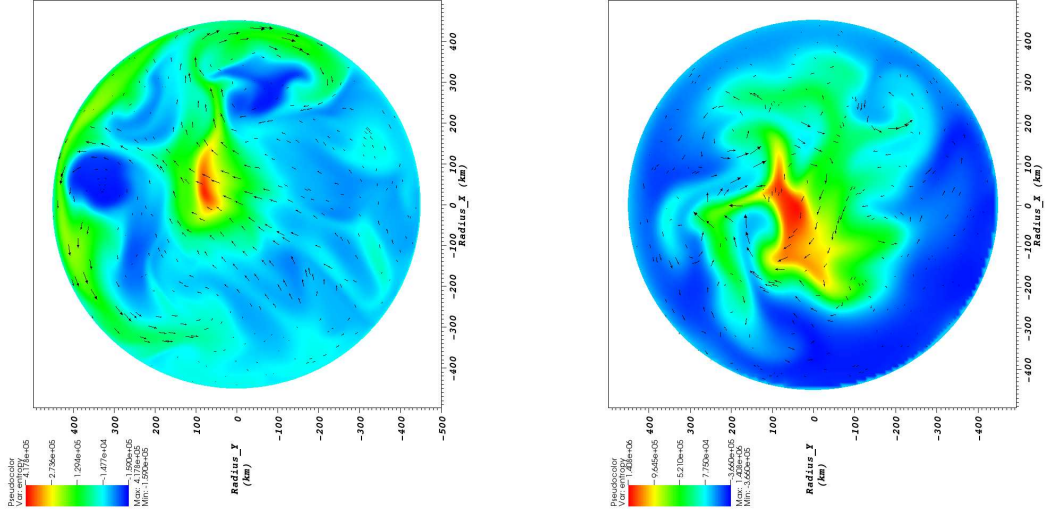 Pseudocolor
Var: entropy
4.178e+05
2.736e+05
1.294e+05
-1.477e+04
-1.590e+05
Max: 4.178e+05
Min: -1.590e+05
Radius_Y
(km)
400
300
200
100
0
-100
-200
-300
-400
-500
-400
-300
-200
-100
0
100
200
300
400
Radius_X (km)
Pseudocolor
Var: entropy
1.408e+06
9.645e+05
5.210e+05
7.750e+04
-3.660e+05
Max: 1.408e+06
Min: -3.660e+05
Radius_Y
(km)
400
300
200
100
0
-100
-200
-300
-400
-400
-300
-200
-100
0
100
200
300
400
Radius_X (km)